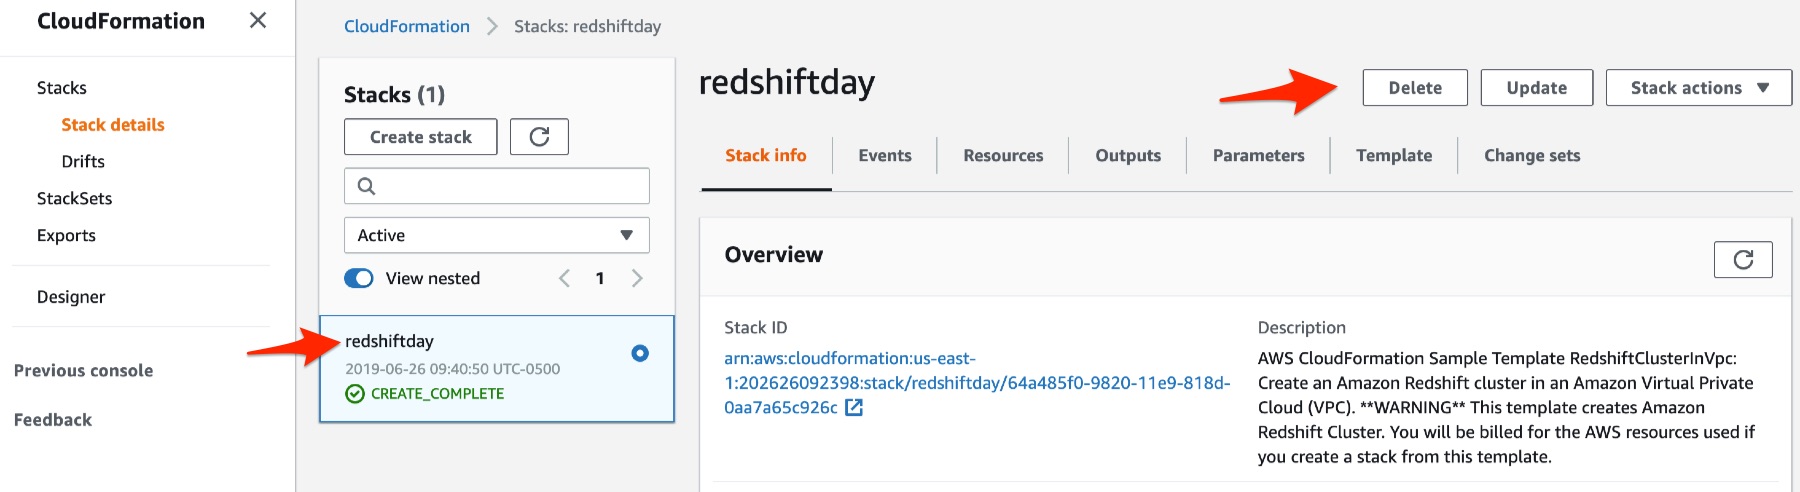 CloudFormation
Stacks
Stack details
Drifts
StackSets
Exports
Designer
Previous console
Feedback
CloudFormation
Stacks: redshiftday
Stacks (1)
Create stack
Active
View nested
1
redshiftday
2019-06-26 09:40:50 UTC-0500
CREATE_COMPLETE
redshiftday
Delete
Update
Stack actions
Stack info
Events
Resources
Outputs
Parameters
Template
Change sets
Overview
Stack ID
arn:aws:cloudformation:us-east-
1:202626092398:stack/redshiftday/64a485f0-9820-11e9-818d-
0aa7a65c926c
Description
AWS CloudFormation Sample Template RedshiftClusterInVpc:
Create an Amazon Redshift cluster in an Amazon Virtual Private
Cloud (VPC). **WARNING** This template creates Amazon
Redshift Cluster. You will be billed for the AWS resources used if
you create a stack from this template.